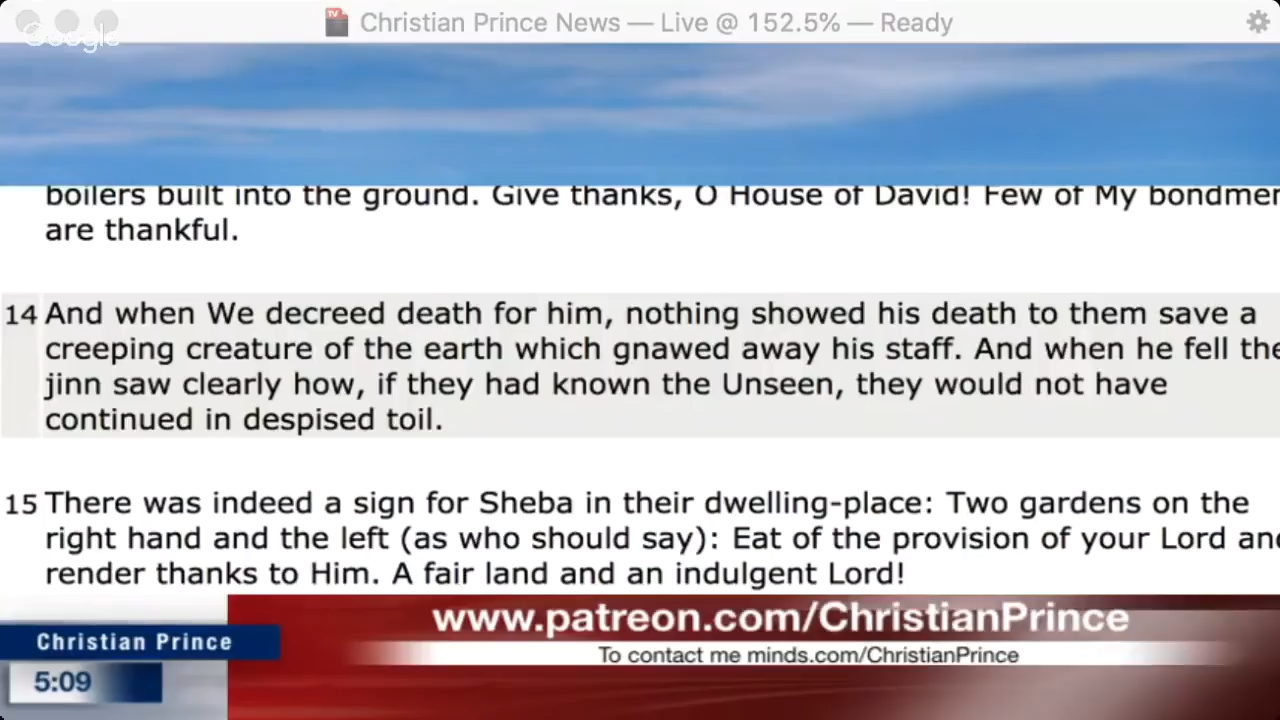 Christian Prince News — Live @ 152.5% — Ready
Google
boilers built into the ground. Give thanks, O House of David! Few of My bondmen
are thankful.
14 And when We decreed death for him, nothing showed his death to them save a
creeping creature of the earth which gnawed away his staff. And when he fell the
jinn saw clearly how, if they had known the Unseen, they would not have
continued in despised toil.
15 There was indeed a sign for Sheba in their dwelling-place: Two gardens on the
right hand and the left (as who should say): Eat of the provision of your Lord and
render thanks to Him. A fair land and an indulgent Lord!
www.patreon.com/ChristianPrince
Christian Prince
To contact me minds.com/ChristianPrince
5:09